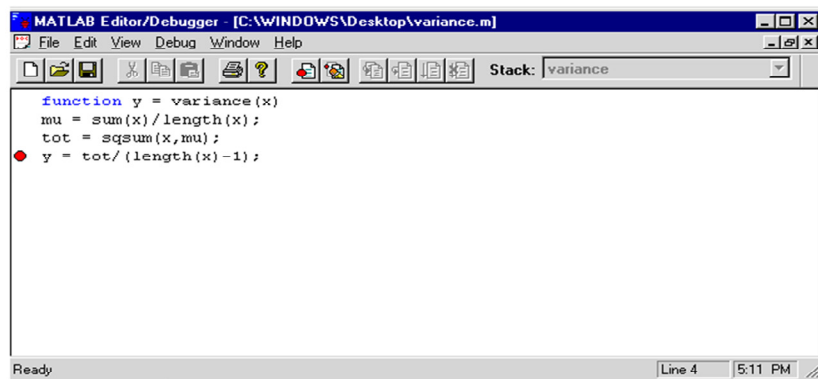 MATLAB Editor/Debugger - [C:\WINDOWS\Desktop\variance.m]
File Edit View Debug Window Help
Stack: variance
function y = variance(x)
mu = sum(x)/length(x);
tot = sqsum(x,mu);
y = tot/(length(x)-1);
Ready Line 4 5:11 PM